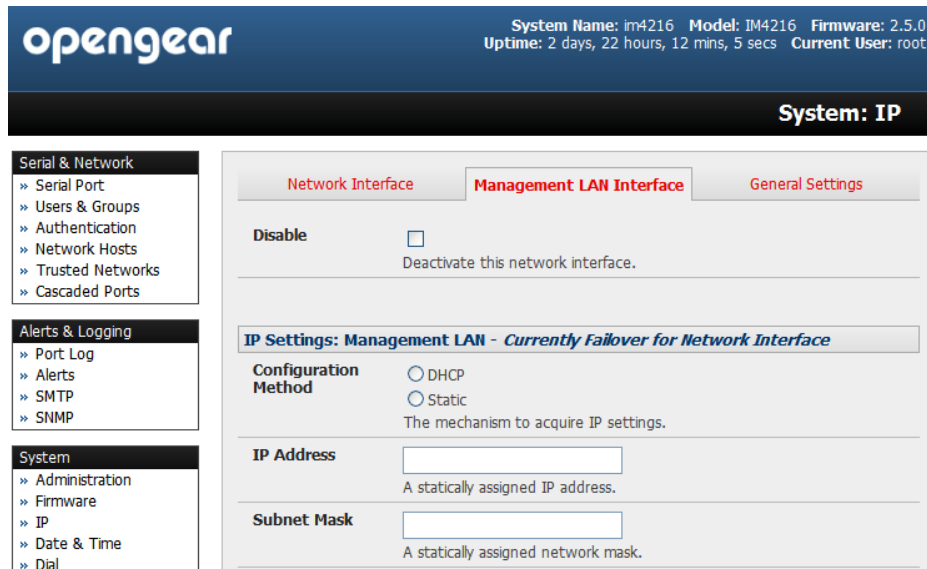 opengear
System Name: im4216 Model: IM4216 Firmware: 2.5.0
Uptime: 2 days, 22 hours, 12 mins, 5 secs Current User: root
System: IP
Serial & Network
» Serial Port
» Users & Groups
» Authentication
» Network Hosts
» Trusted Networks
» Cascaded Ports
Alerts & Logging
» Port Log
» Alerts
» SMTP
» SNMP
System
» Administration
» Firmware
» IP
» Date & Time
» Dial
Network Interface
Management LAN Interface
General Settings
Disable
Deactivate this network interface.
IP Settings: Management LAN - Currently Failover for Network Interface
Configuration
Method
DHCP
Static
The mechanism to acquire IP settings.
IP Address
A statically assigned IP address.
Subnet Mask
A statically assigned network mask.